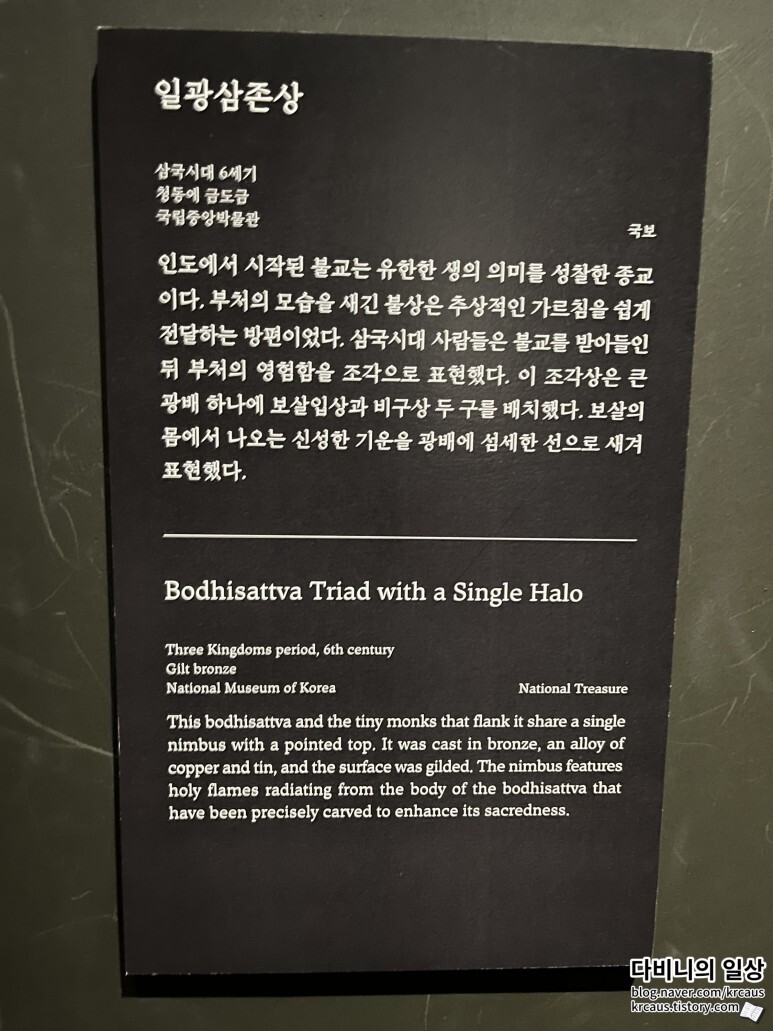 일광삼존상
삼국시대 6세기
청동에 금도금
국립중앙박물관
국보
인도에서 시작된 불교는 유한한 생의 의미를 성찰한 종교
이다. 부처의 모습을 새긴 불상은 추상적인 가르침을 쉽게
전달하는 방편이었다. 삼국시대 사람들은 불교를 받아들인
뒤 부처의 영험함을 조각으로 표현했다. 이 조각상은 큰
광배 하나에 보살입상과 비구상 두 구를 배치했다. 보살의
몸에서 나오는 신성한 기운을 광배에 섬세한 선으로 새겨
표현했다.
Bodhisattva Triad with a Single Halo
Three Kingdoms period, 6th century
Gilt bronze
National Museum of Korea
National Treasure
This bodhisattva and the tiny monks that flank it share a single
nimbus with a pointed top. It was cast in bronze, an alloy of
copper and tin, and the surface was gilded. The nimbus features
holy flames radiating from the body of the bodhisattva that
have been precisely carved to enhance its sacredness.
다비니의 일상
blog.naver.com/krcaus
krcaus.tistory.com